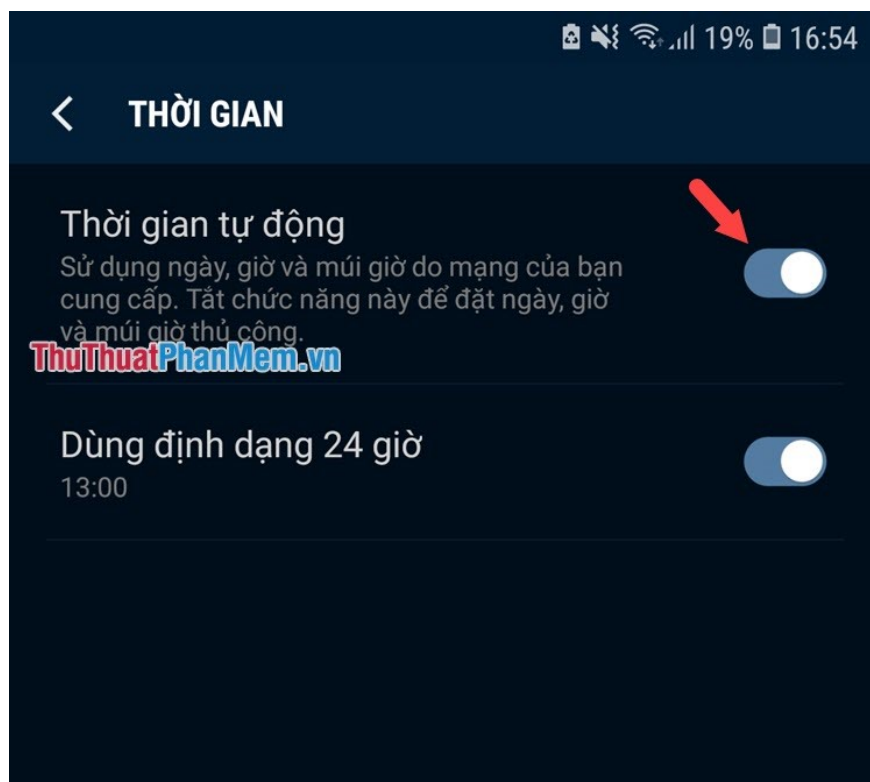 19% 16:54
THỜI GIAN
Thời gian tự động
Sử dụng ngày, giờ và múi giờ do mạng của bạn
cung cấp. Tắt chức năng này để đặt ngày, giờ
và múi giờ thủ công.
ThuThuatPhanMem.vn
Dùng định dạng 24 giờ
13:00